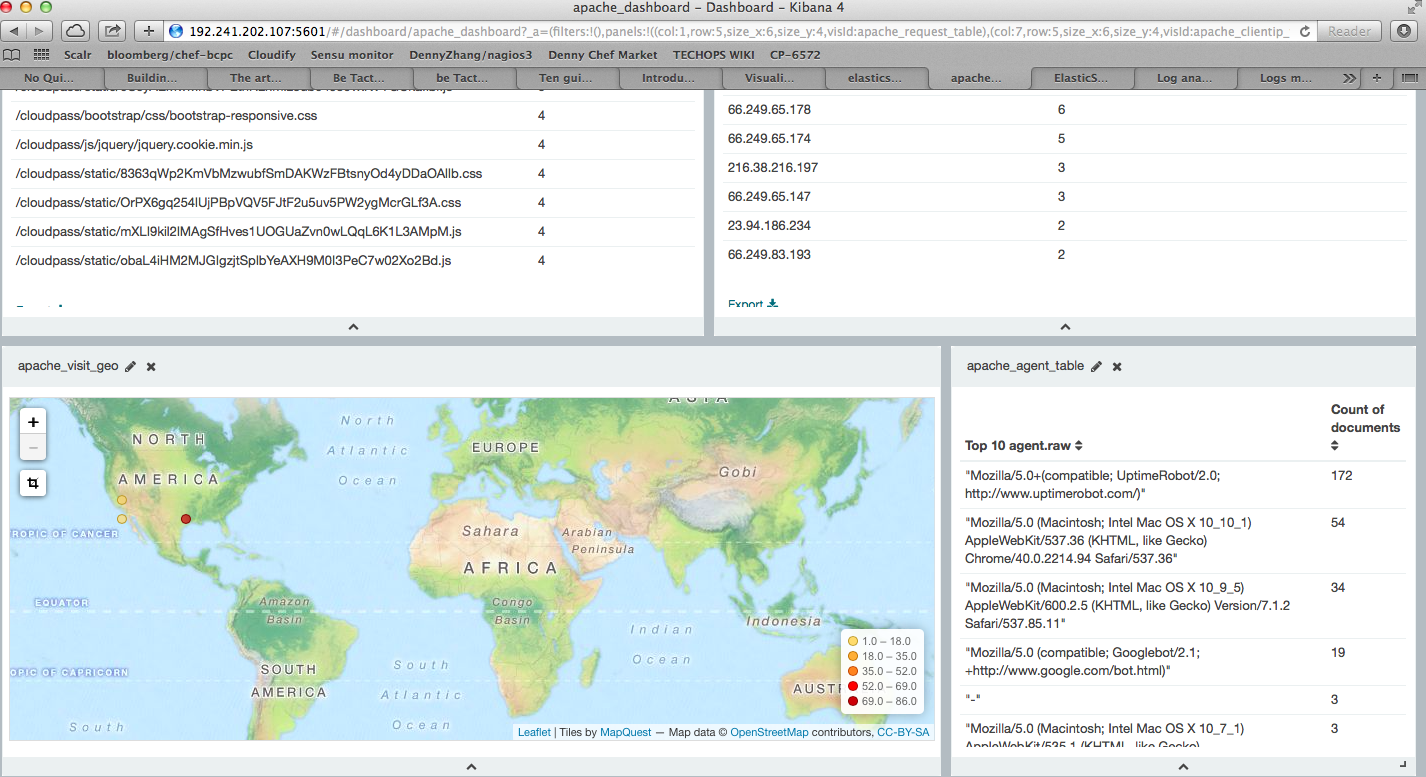 apache_dashboard – Dashboard – Kibana 4
192.241.202.107:5601/#/dashboard/apache_dashboard?_a=(filters:!(),panels:!((col:1,row:5,size_x:6,size_y:4,visId:apache_request_table),(col:7,row:5,size_x:6,size_y:4,visId:apache_clientip_
Reader
Scalr bloomberg/chef-bcpc Cloudify Sensu monitor DennyZhang/nagios3 Denny Chef Market TECHOPS WIKI CP-6572
No Qui... Buildin... The art... Be Tact... be Tact... Ten gui... Introdu... Visuali... elastics... apache... ElasticS... Log ana... Logs m...
/cloudpass/bootstrap/css/bootstrap-responsive.css 4
/cloudpass/js/jquery/jquery.cookie.min.js 4
/cloudpass/static/8363qWp2KmVbMzwubfSmDAKWzFBtsnyOd4yDDaOAllb.css 4
/cloudpass/static/OrPX6gq254lUjPBpVQV5FJtF2u5uv5PW2ygMcrGLf3A.css 4
/cloudpass/static/mXLl9kil2lMAgSfHves1UOGUaZvn0wLQqL6K1L3AMpM.js 4
/cloudpass/static/obaL4iHM2MJGlgzjtSplbYeAXH9M0l3PeC7w02Xo2Bd.js 4
66.249.65.178 6
66.249.65.174 5
216.38.216.197 3
66.249.65.147 3
23.94.186.234 2
66.249.83.193 2
Export
apache_visit_geo
+
−
ASIA
North
Atlantic
Ocean
NORTH
AMERICA
EUROPE
Gobi
Sahara
Arabian
Peninsula
ROPIC OF CANCER
AFRICA
EQUATOR
Amazon
Basin
Congo
Basin
Indonesia
Indian
Ocean
OPIC OF CAPRICORN
SOUTH
AMERICA
South
Atlantic
Ocean
AUST
South
1.0 – 18.0
18.0 – 35.0
35.0 – 52.0
52.0 – 69.0
69.0 – 86.0
Leaflet | Tiles by MapQuest — Map data © OpenStreetMap contributors, CC-BY-SA
apache_agent_table
Top 10 agent.raw Count of
documents
"Mozilla/5.0+(compatible; UptimeRobot/2.0; 172
http://www.uptimerobot.com/)"
"Mozilla/5.0 (Macintosh; Intel Mac OS X 10_10_1) 54
AppleWebKit/537.36 (KHTML, like Gecko)
Chrome/40.0.2214.94 Safari/537.36"
"Mozilla/5.0 (Macintosh; Intel Mac OS X 10_9_5) 34
AppleWebKit/600.2.5 (KHTML, like Gecko) Version/7.1.2
Safari/537.85.11"
"Mozilla/5.0 (compatible; Googlebot/2.1; 19
+http://www.google.com/bot.html)"
"-" 3
"Mozilla/5.0 (Macintosh; Intel Mac OS X 10_7_1) 3
AppleWebKit/535.1 (KHTML, like Gecko)